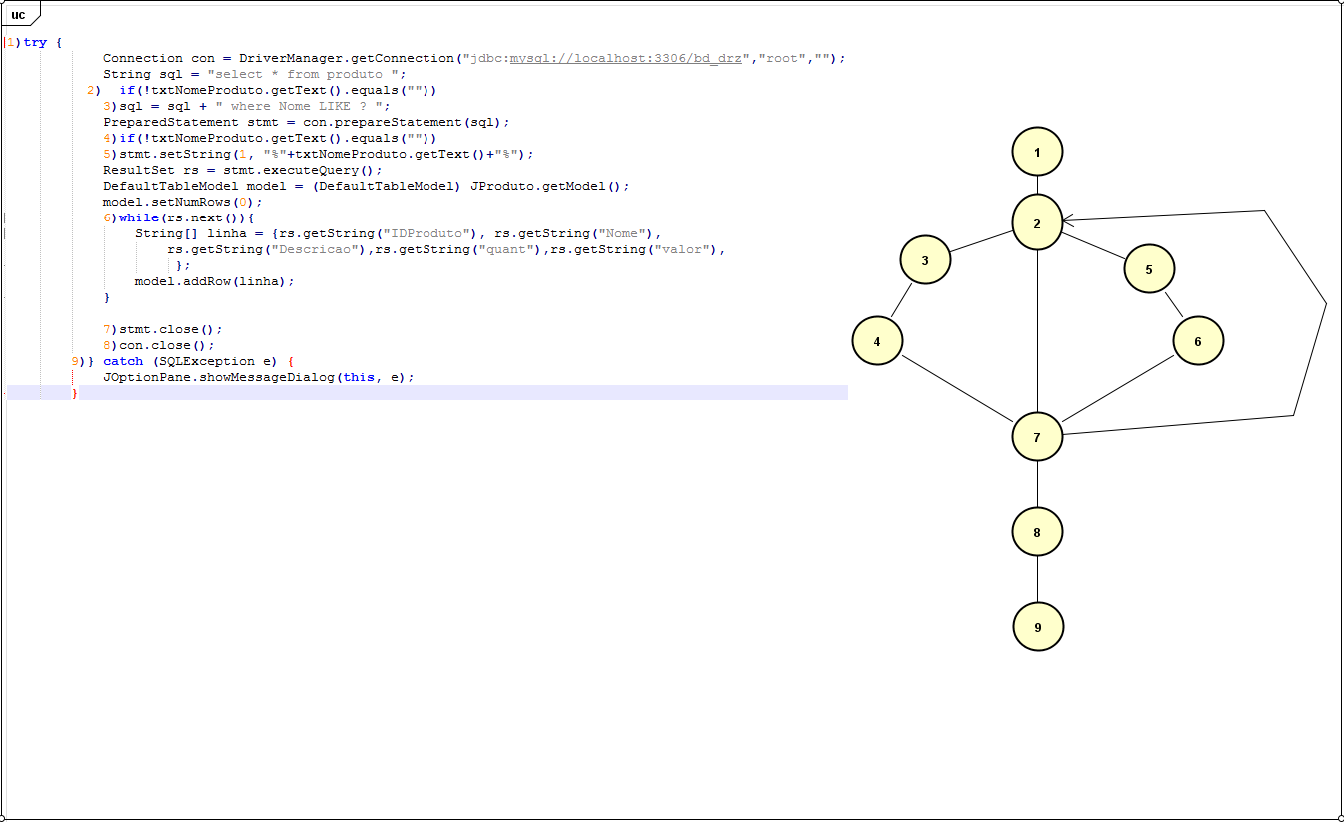 uc
1)try {
Connection con = DriverManager.getConnection("jdbc:mysql://localhost:3306/bd_drz","root","");
String sql = "select * from produto ";
2)  if(!txtNomeProduto.getText().equals(""))
3)sql = sql + " where Nome LIKE ? ";
PreparedStatement stmt = con.prepareStatement(sql);
4)if(!txtNomeProduto.getText().equals(""))
5)stmt.setString(1, "%"+txtNomeProduto.getText()+"%");
ResultSet rs = stmt.executeQuery();
DefaultTableModel model = (DefaultTableModel) JProduto.getModel();
model.setNumRows(0);
6)while(rs.next()){
String[] linha = {rs.getString("IDProduto"), rs.getString("Nome"),
rs.getString("Descricao"),rs.getString("quant"),rs.getString("valor"),
};
model.addRow(linha);
}
7)stmt.close();
8)con.close();
9)} catch (SQLException e) {
JOptionPane.showMessageDialog(this, e);
}
1
2
3
5
4
6
7
8
9